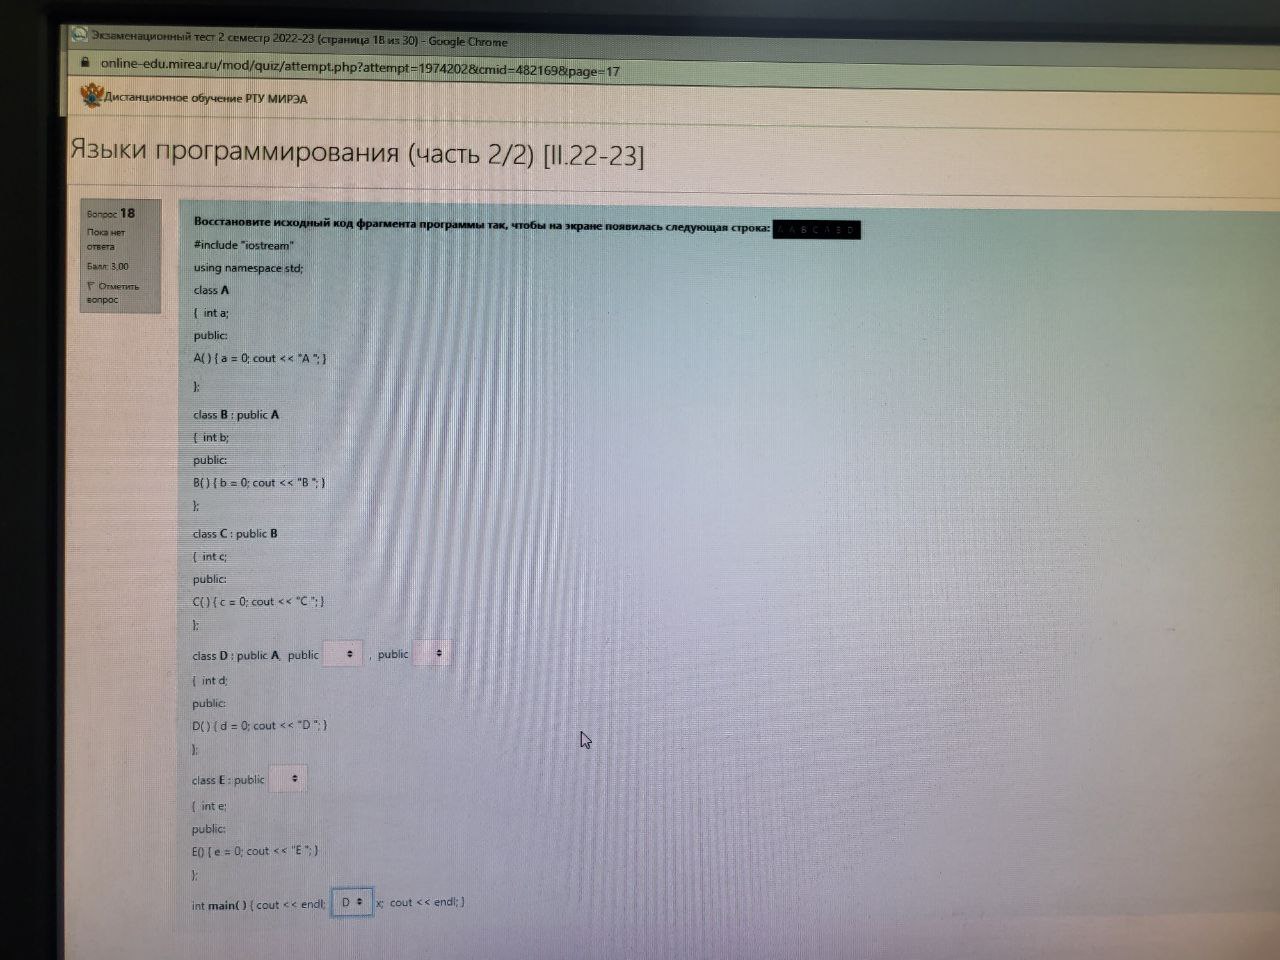 Экзаменационный тест 2 семестр 2022-23 (страница 18 из 30) - Google Chrome
online-edu.mirea.ru/mod/quiz/attempt.php?attempt=1974202&cmid=482169&page=17
Дистанционное обучение РТУ МИРЭА
Языки программирования (часть 2/2) [II.22-23]
Вопрос 18
Пока нет
ответа
Балл: 3,00
Отметить
вопрос
Восстановите исходный код фрагмента программы так, чтобы на экране появилась следующая строка: A A B C A B D
#include "iostream"
using namespace std;
class A
{ int a;
public:
A( ) { a = 0; cout << "A "; }
};
class B : public A
{ int b;
public:
B( ) { b = 0; cout << "B "; }
};
class C : public B
{ int c;
public:
C( ) { c = 0; cout << "C "; }
};
class D : public A, public , public
{ int d;
public:
D( ) { d = 0; cout << "D "; }
};
class E : public
{ int e;
public:
E() { e = 0; cout << "E "; }
};
int main( ) { cout << endl; D x; cout << endl; }